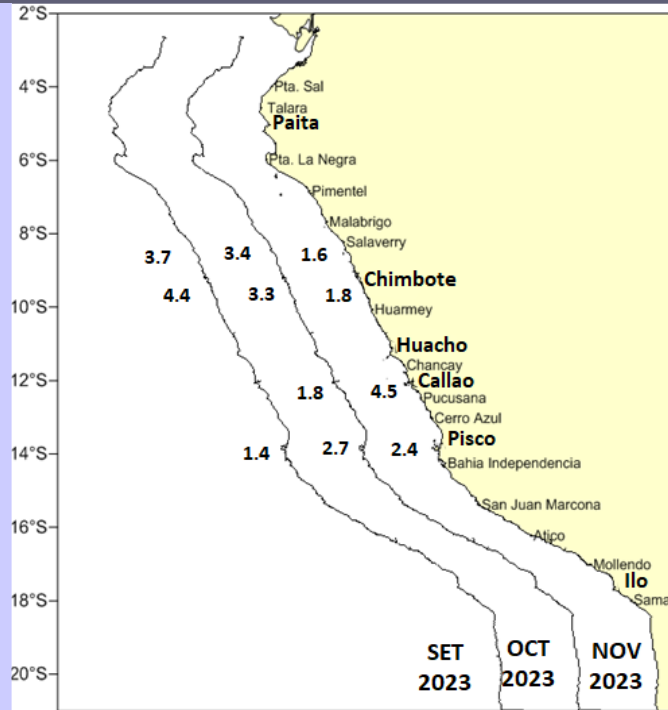 2°S
4°S
Pta. Sal
Talara
Paita
6°S
Pta. La Negra
Pimentel
Malabrigo
8°S
Salaverry
3.7
3.4
1.6
Chimbote
4.4
3.3
1.8
10°S
Huarmey
Huacho
Chancay
12°S
Callao
1.8
4.5
Pucusana
Cerro Azul
Pisco
14°S
1.4
2.7
2.4
Bahia Independencia
San Juan Marcona
16°S
Atico
Mollendo
Ilo
18°S
Sama
SET
2023
OCT
2023
NOV
2023
20°S